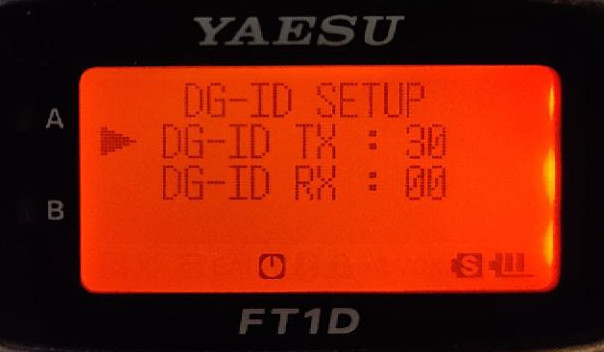 YAESU
DG-ID SETUP
A
DG-ID TX : 30
DG-ID RX : 00
B
S
FT1D